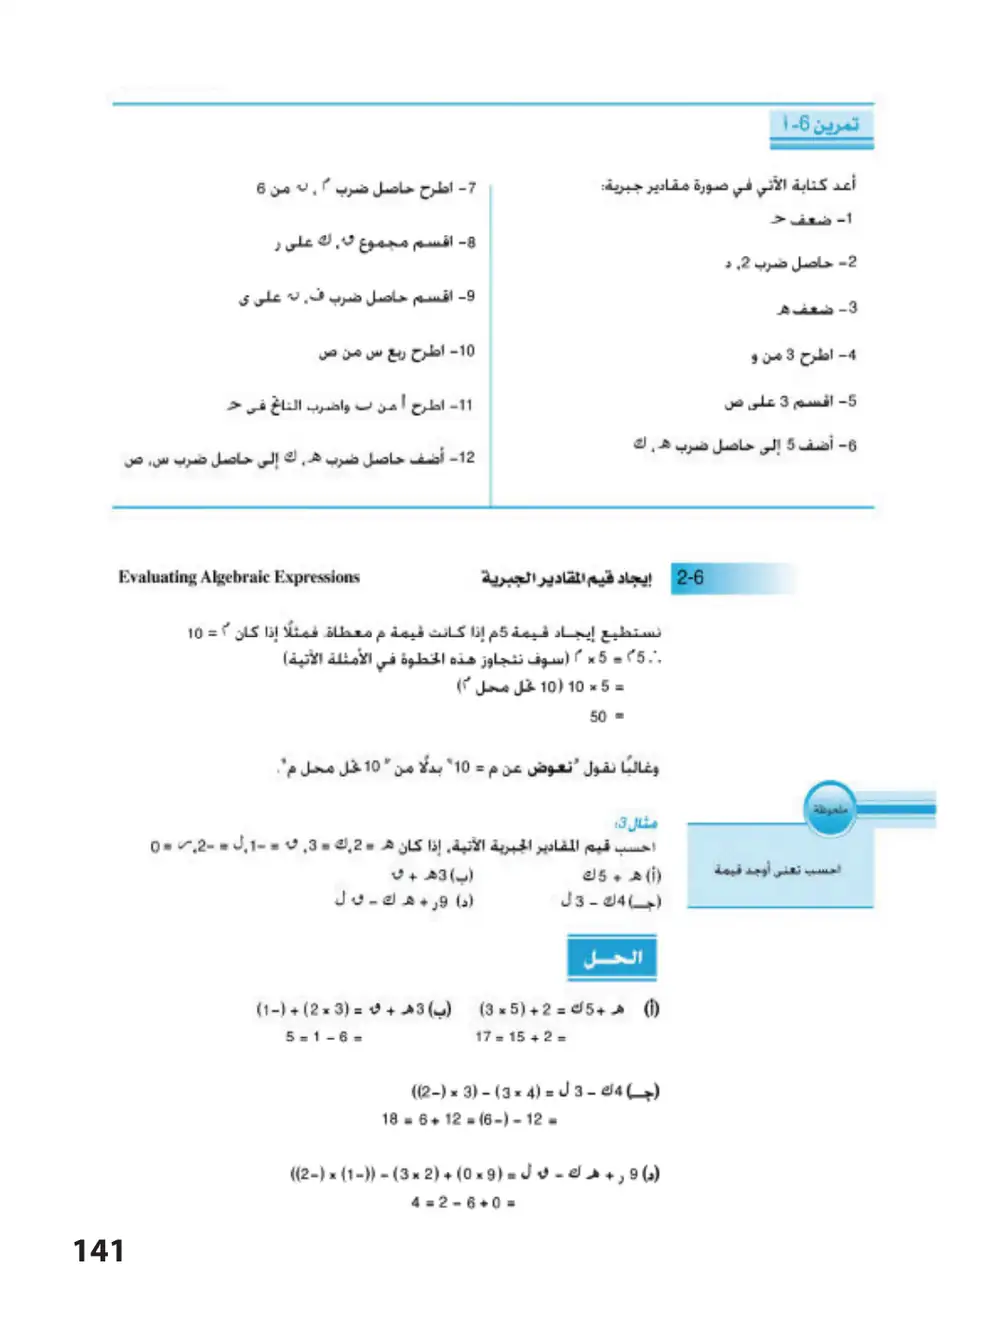 تمرين 6-أ
أعد كتابة الآتي في صورة مقادير جبرية:
1- ضعف حـ
2- حاصل ضرب 2، د
3- ضعف هـ
4- اطرح 3 من و
5- اقسم 3 على ص
6- أضف 5 إلى حاصل ضرب هـ، ك
7- اطرح حاصل ضرب م، ن من 6
8- اقسم مجموع ق، ك على ر
9- اقسم حاصل ضرب ف، ن على ى
10- اطرح ربع س من ص
11- اطرح أ من ب واضرب الناتج فى حـ
12- أضف حاصل ضرب هـ، ك إلى حاصل ضرب س، ص
2-6 إيجاد قيم المقادير الجبرية Evaluating Algebraic Expressions
نستطيع إيجاد قيمة 5م إذا كانت قيمة م معطاة. فمثلًا إذا كان م = 10
∴ 5م = 5 × م (سوف نتجاوز هذه الخطوة في الأمثلة الآتية)
= 5 × 10 (10 تحل محل م)
= 50
وغالبًا نقول "نعوض عن م = 10" بدلًا من "10 تحل محل م".
ملحوظة
احسب تعنى أوجد قيمة
مثال 3:
احسب قيم المقادير الجبرية الآتية، إذا كان هـ = 2، ك = 3، ق = -1، ل = -2، ر = 0
(أ) هـ + 5ك (ب) 3هـ + ق
(جـ) 4ك - 3 ل (د) 9ر + هـ ك - ق ل
الحــل
(أ) هـ + 5ك = 2 + (5 × 3) (ب) 3هـ + ق = (3 × 2) + (-1)
= 2 + 15 = 17 = 6 - 1 = 5
(جـ) 4ك - 3 ل = (4 × 3) - (3 × (-2))
= 12 - (-6) = 12 + 6 = 18
(د) 9 ر + هـ ك - ق ل = (9 × 0) + (2 × 3) - ((-1) × (-2))
= 0 + 6 - 2 = 4
141